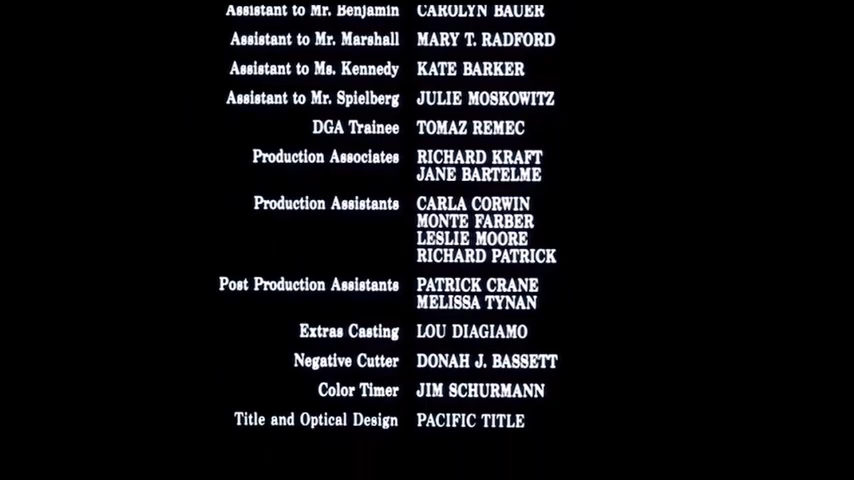 Assistant to Mr. Benjamin CAROLYN BAUER
Assistant to Mr. Marshall MARY T. RADFORD
Assistant to Ms. Kennedy KATE BARKER
Assistant to Mr. Spielberg JULIE MOSKOWITZ
DGA Trainee TOMAZ REMEC
Production Associates RICHARD KRAFT
JANE BARTELME
Production Assistants CARLA CORWIN
MONTE FARBER
LESLIE MOORE
RICHARD PATRICK
Post Production Assistants PATRICK CRANE
MELISSA TYNAN
Extras Casting LOU DIAGIAMO
Negative Cutter DONAH J. BASSETT
Color Timer JIM SCHURMANN
Title and Optical Design PACIFIC TITLE